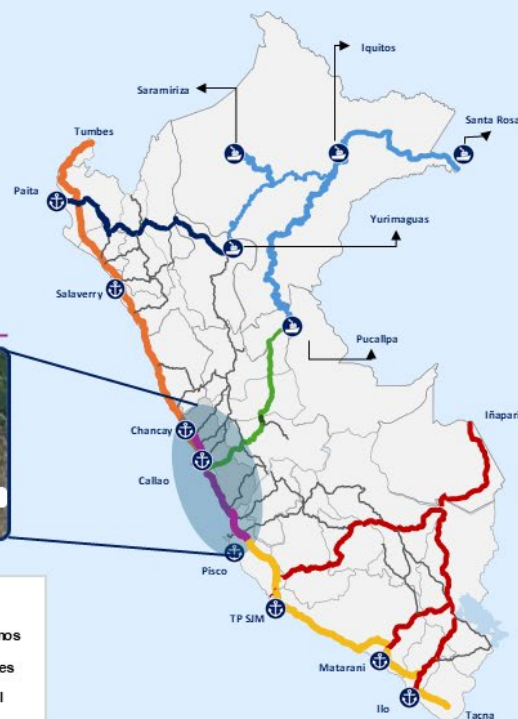 Iquitos
Saramiriza
Santa Rosa
Tumbes
Paita
Yurimaguas
Salaverry
Pucallpa
Iñapari
Chancay
Callao
Pisco
TP SJM
Matarani
Ilo
Tacna